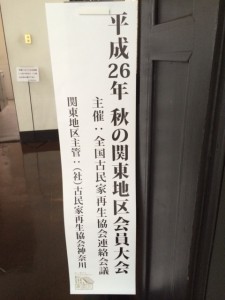 平成26年 秋の関東地区会員大会
主催：全国古民家再生協会連絡会議
関東地区主管：（社）古民家再生協会神奈川